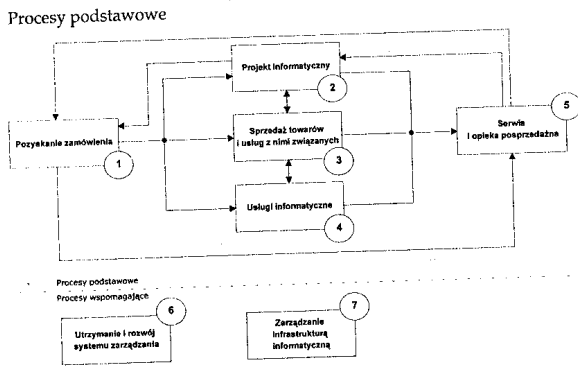 Procesy podstawowe
Projekt informatyczny
2
Pozyskanie zamówienia
1
Sprzedaż towarów
i usług z nimi związanych
3
Serwis
i opieka posprzedażna
5
Usługi informatyczne
4
Procesy podstawowe
Procesy wspomagające
Utrzymanie i rozwój
systemu zarządzania
6
Zarządzanie
infrastrukturą
informatyczną
7